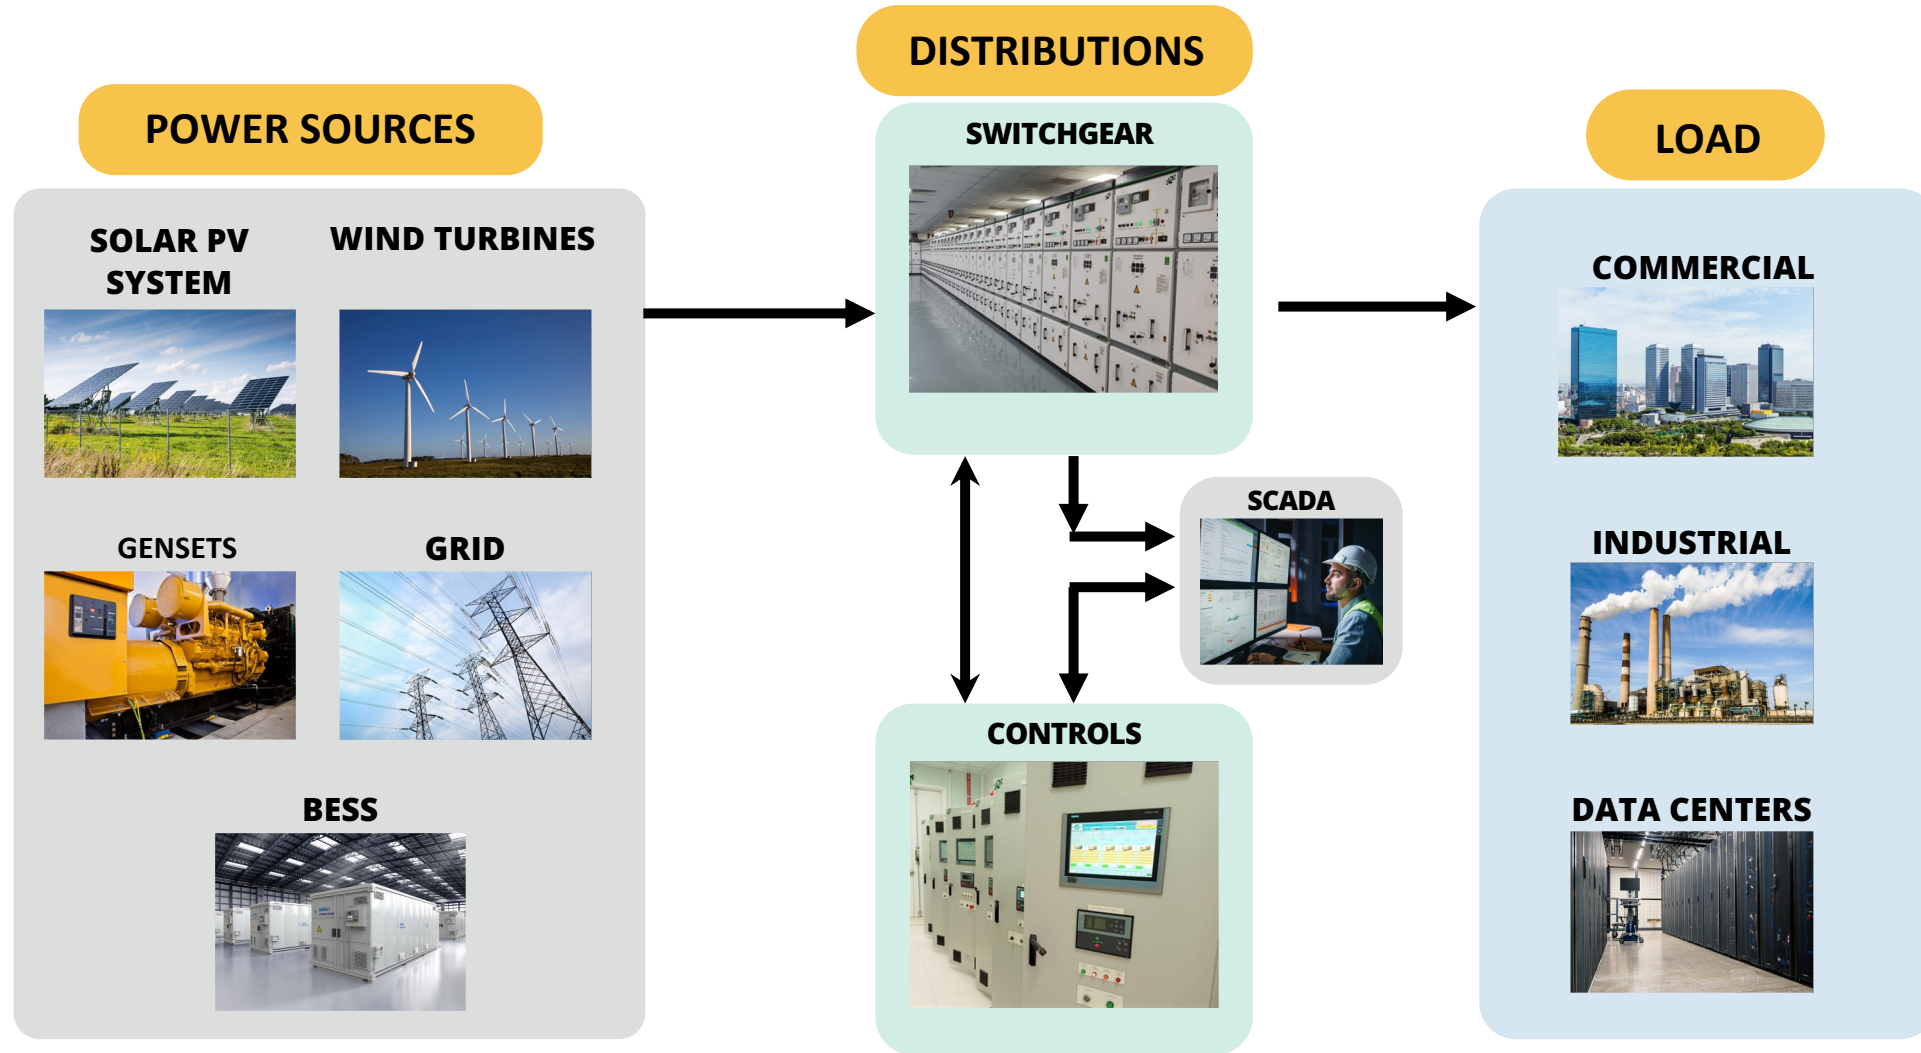 DISTRIBUTIONS
POWER SOURCES
SWITCHGEAR
LOAD
SOLAR PV
SYSTEM
WIND TURBINES
COMMERCIAL
SCADA
GENSETS
GRID
INDUSTRIAL
CONTROLS
BESS
DATA CENTERS